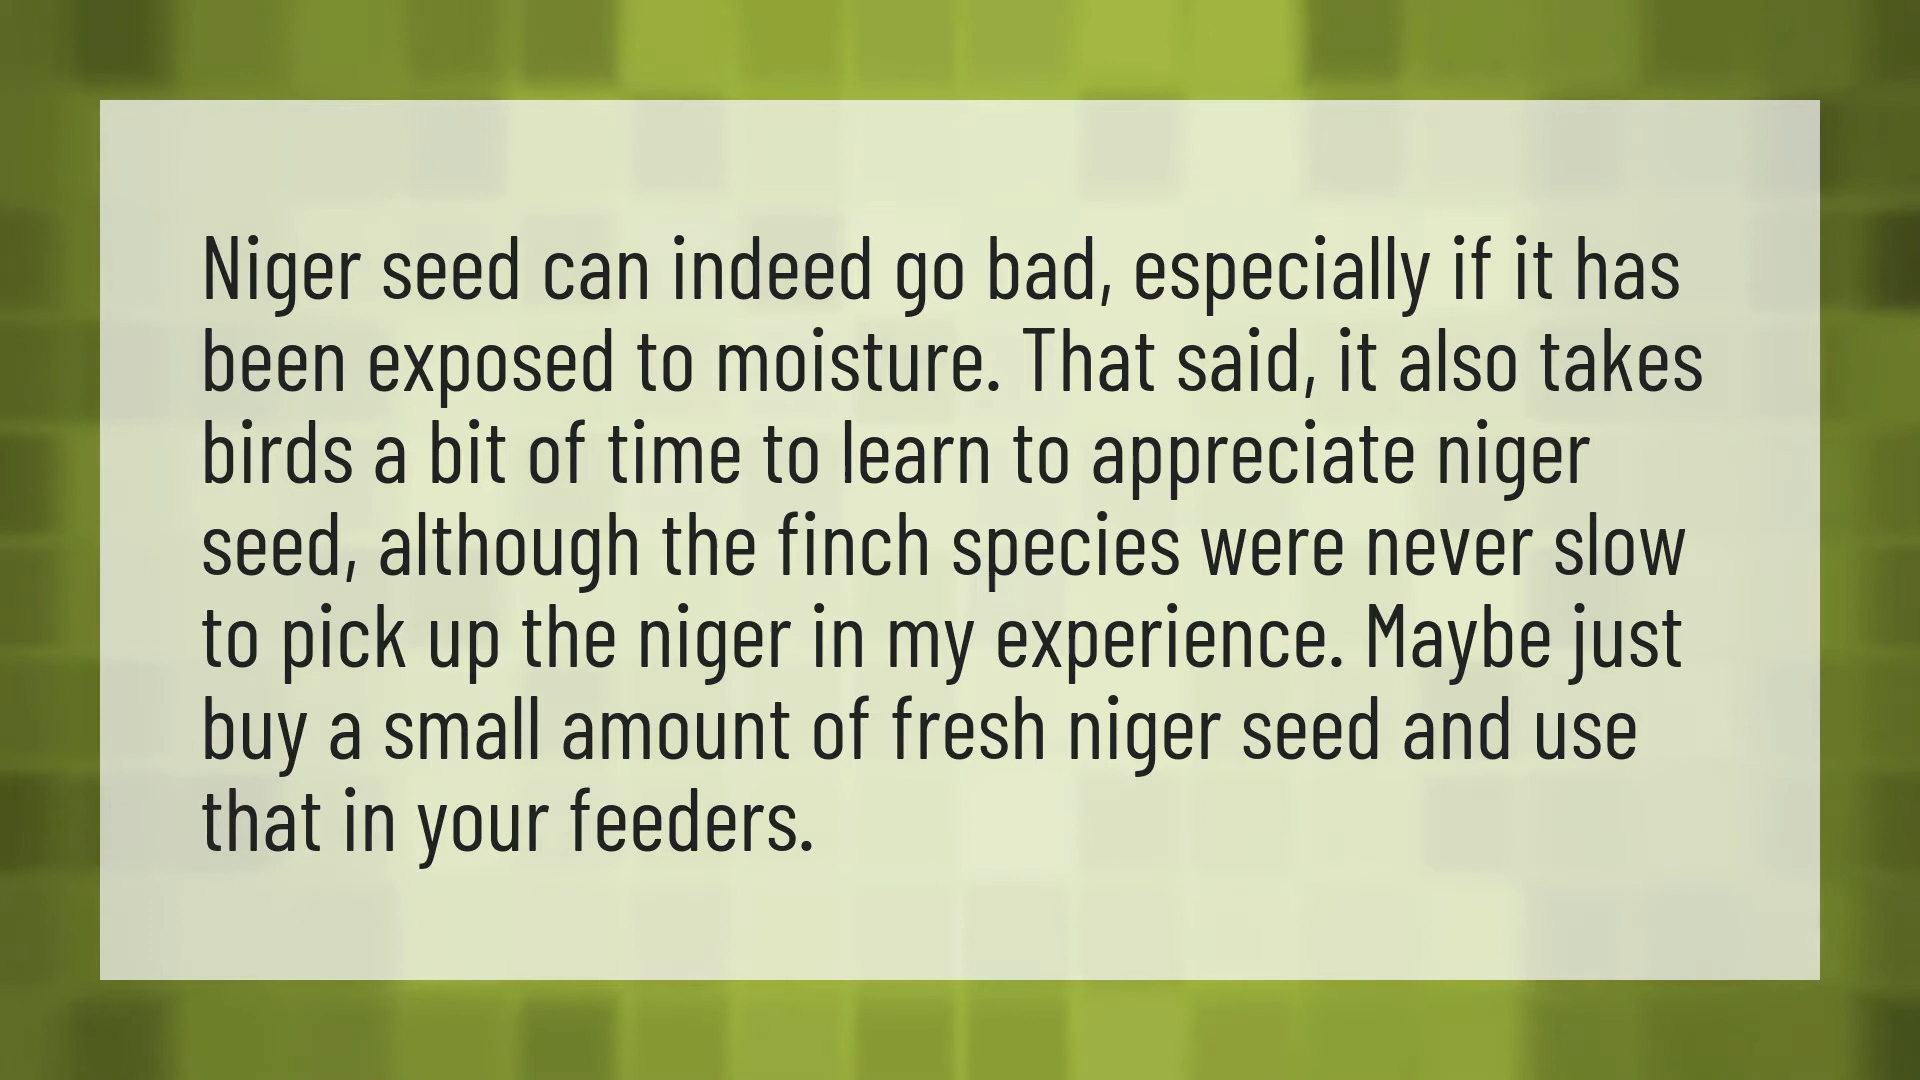 Niger seed can indeed go bad, especially if it has
been exposed to moisture. That said, it also takes
birds a bit of time to learn to appreciate niger
seed, although the finch species were never slow
to pick up the niger in my experience. Maybe just
buy a small amount of fresh niger seed and use
that in your feeders.